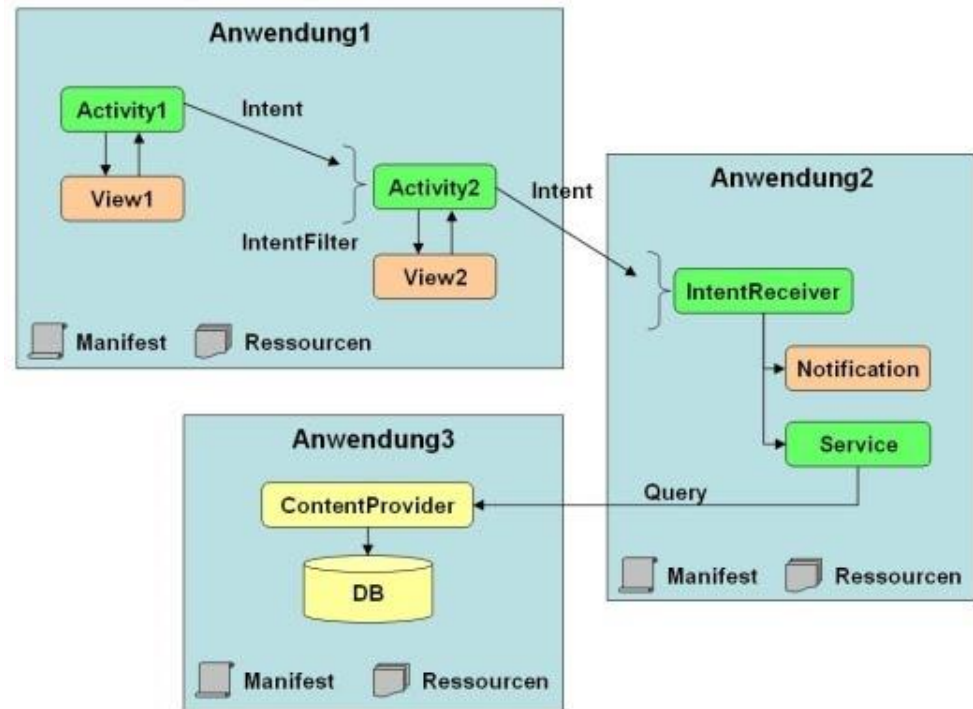 Anwendung1
Activity1
Intent
View1
Activity2
IntentFilter
View2
Manifest
Ressourcen
Intent
Anwendung2
IntentReceiver
Notification
Service
Query
Manifest
Ressourcen
Anwendung3
ContentProvider
DB
Manifest
Ressourcen